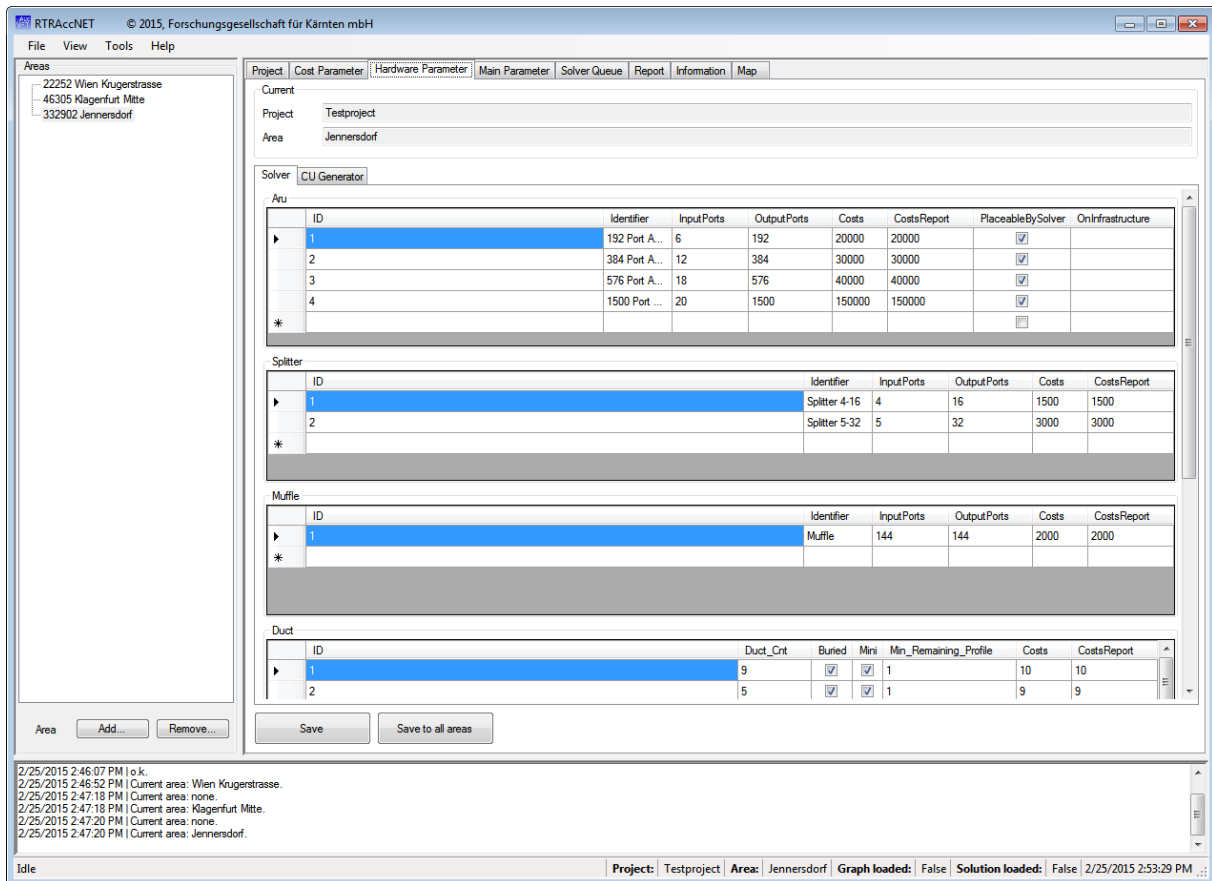 RTRAccNET © 2015, Forschungsgesellschaft für Kärnten mbH
File View Tools Help
Areas
22252 Wien Krugerstrasse
46305 Klagenfurt Mitte
332902 Jennersdorf
Project Cost Parameter Hardware Parameter Main Parameter Solver Queue Report Information Map
Current
Project Testproject
Area Jennersdorf
Solver CU Generator
Aru
ID Identifier InputPorts OutputPorts Costs CostsReport PlaceableBySolver OnInfrastructure
1 192 Port A... 6 192 20000 20000
2 384 Port A... 12 384 30000 30000
3 576 Port A... 18 576 40000 40000
4 1500 Port ... 20 1500 150000 150000
Splitter
ID Identifier InputPorts OutputPorts Costs CostsReport
1 Splitter 4-16 4 16 1500 1500
2 Splitter 5-32 5 32 3000 3000
Muffle
ID Identifier InputPorts OutputPorts Costs CostsReport
1 Muffle 144 144 2000 2000
Duct
ID Duct_Cnt Buried Mini Min_Remaining_Profile Costs CostsReport
1 9 1 10 10
2 5 1 9 9
Area Add... Remove...
Save Save to all areas
2/25/2015 2:46:07 PM | o.k.
2/25/2015 2:46:52 PM | Current area: Wien Krugerstrasse.
2/25/2015 2:47:18 PM | Current area: none.
2/25/2015 2:47:18 PM | Current area: Klagenfurt Mitte.
2/25/2015 2:47:20 PM | Current area: none.
2/25/2015 2:47:20 PM | Current area: Jennersdorf.
Idle Project: Testproject Area: Jennersdorf Graph loaded: False Solution loaded: False 2/25/2015 2:53:29 PM